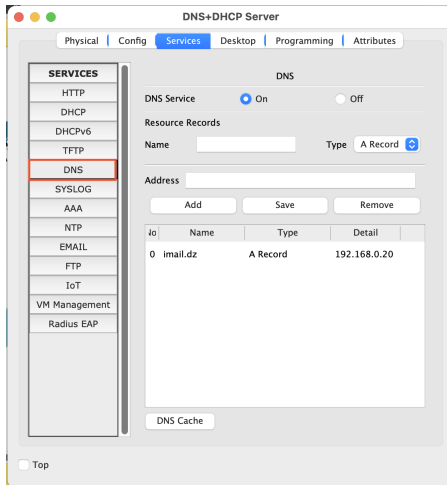 DNS+DHCP Server
Physical Config Services Desktop Programming Attributes
SERVICES
HTTP
DHCP
DHCPv6
TFTP
DNS
SYSLOG
AAA
NTP
EMAIL
FTP
IoT
VM Management
Radius EAP
DNS
DNS Service On Off
Resource Records
Name Type A Record
Address
Add Save Remove
No Name Type Detail
0 imail.dz A Record 192.168.0.20
DNS Cache
Top